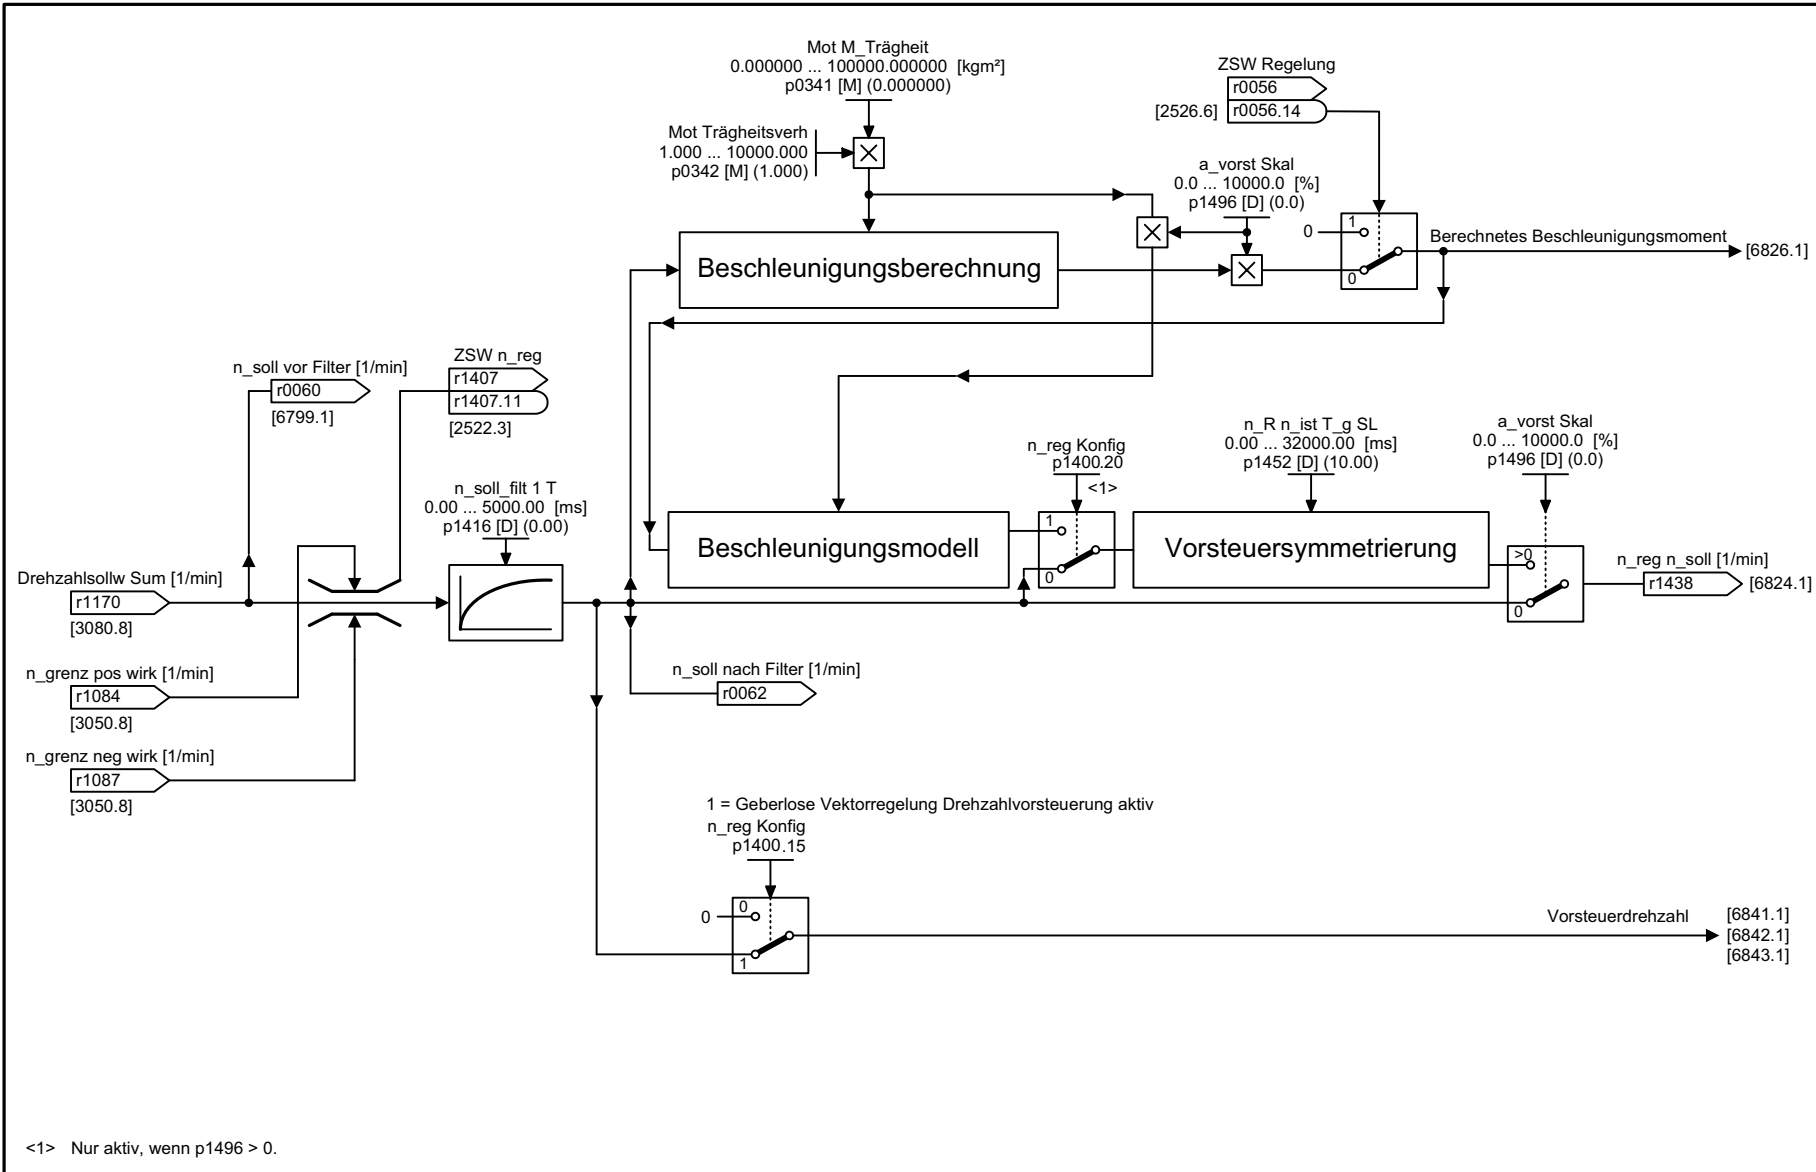 Mot M_Trägheit
0.000000 ... 100000.000000 [kgm²]
p0341 [M] (0.000000)
Mot Trägheitsverh
1.000 ... 10000.000
p0342 [M] (1.000)
ZSW Regelung
r0056
[2526.6] r0056.14
a_vorst Skal
0.0 ... 10000.0 [%]
p1496 [D] (0.0)
0
1
0
Berechnetes Beschleunigungsmoment
[6826.1]
Beschleunigungsberechnung
n_soll vor Filter [1/min]
r0060
[6799.1]
ZSW n_reg
r1407
r1407.11
[2522.3]
n_soll_filt 1 T
0.00 ... 5000.00 [ms]
p1416 [D] (0.00)
n_reg Konfig
p1400.20
<1>
1
0
n_R n_ist T_g SL
0.00 ... 32000.00 [ms]
p1452 [D] (10.00)
a_vorst Skal
0.0 ... 10000.0 [%]
p1496 [D] (0.0)
Beschleunigungsmodell
Vorsteuersymmetrierung
>0
0
n_reg n_soll [1/min]
r1438
[6824.1]
Drehzahlsollw Sum [1/min]
r1170
[3080.8]
n_grenz pos wirk [1/min]
r1084
[3050.8]
n_grenz neg wirk [1/min]
r1087
[3050.8]
n_soll nach Filter [1/min]
r0062
1 = Geberlose Vektorregelung Drehzahlvorsteuerung aktiv
n_reg Konfig
p1400.15
0
0
1
Vorsteuerdrehzahl
[6841.1]
[6842.1]
[6843.1]
<1> Nur aktiv, wenn p1496 > 0.